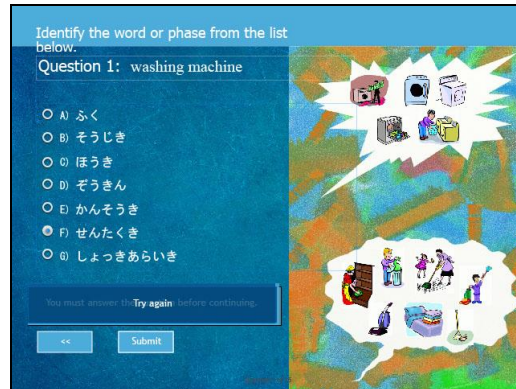 Identify the word or phase from the list
below.
Question 1: washing machine
A) ふく
B) そうじき
C) ほうき
D) ぞうきん
E) かんそうき
F) せんたくき
G) しょっきあらいき
You must answer the before continuing.
Try again
<<
Submit